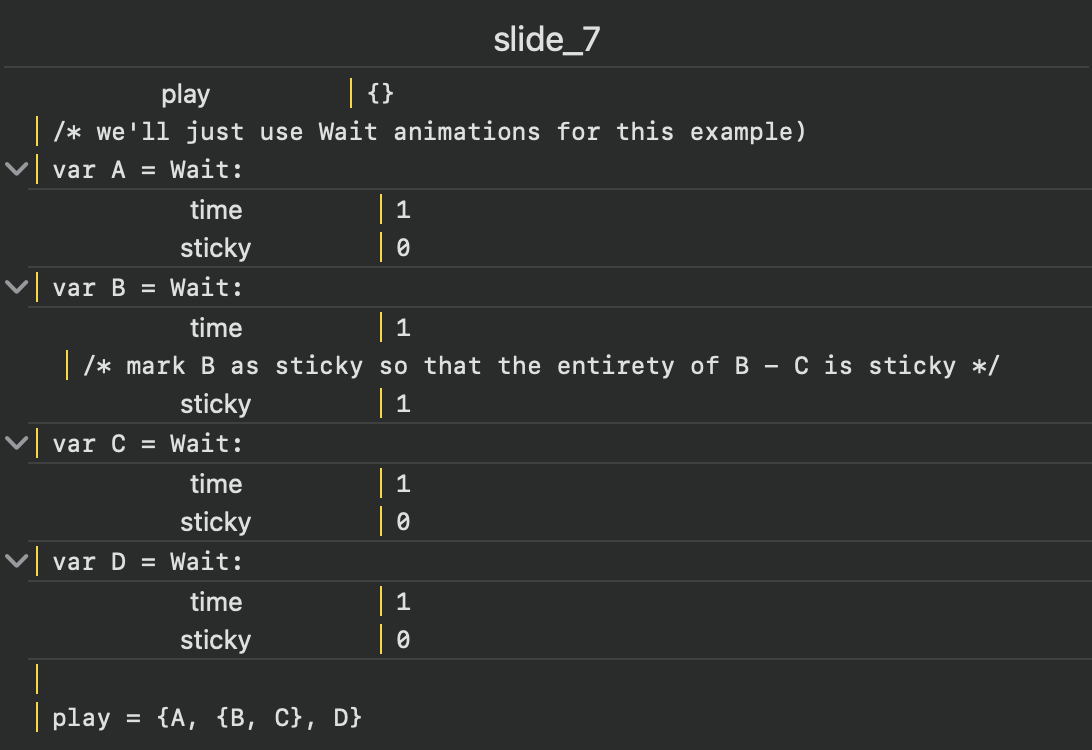 slide_7
play {}
/* we'll just use Wait animations for this example)
var A = Wait:
time 1
sticky 0
var B = Wait:
time 1
/* mark B as sticky so that the entirety of B – C is sticky */
sticky 1
var C = Wait:
time 1
sticky 0
var D = Wait:
time 1
sticky 0
play = {A, {B, C}, D}